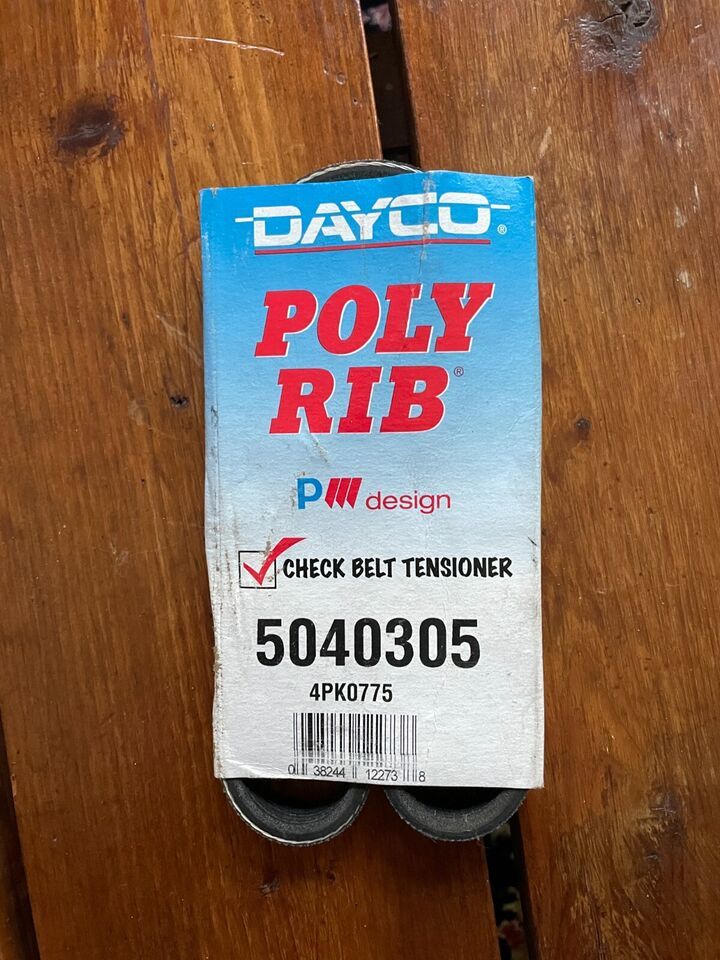 DAYCO®
POLY
RIB®
P design
CHECK BELT TENSIONER
5040305
4PK0775
0 38244 12273 8